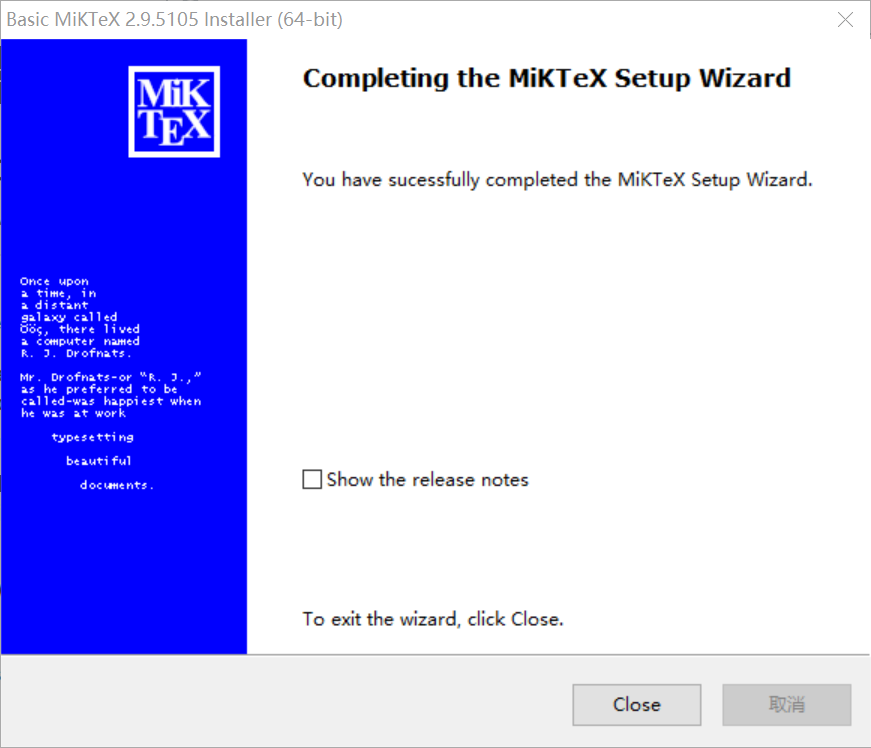 Basic MiKTeX 2.9.5105 Installer (64-bit)
MiK
TEX
Completing the MiKTeX Setup Wizard
You have sucessfully completed the MiKTeX Setup Wizard.
Once upon
a time, in
a distant
galaxy called
Ööç, there lived
a computer named
R. J. Drofnats.
Mr. Drofnats-or “R. J.,”
as he preferred to be
called-was happiest when
he was at work
typesetting
beautiful
documents.
Show the release notes
To exit the wizard, click Close.
Close
取消